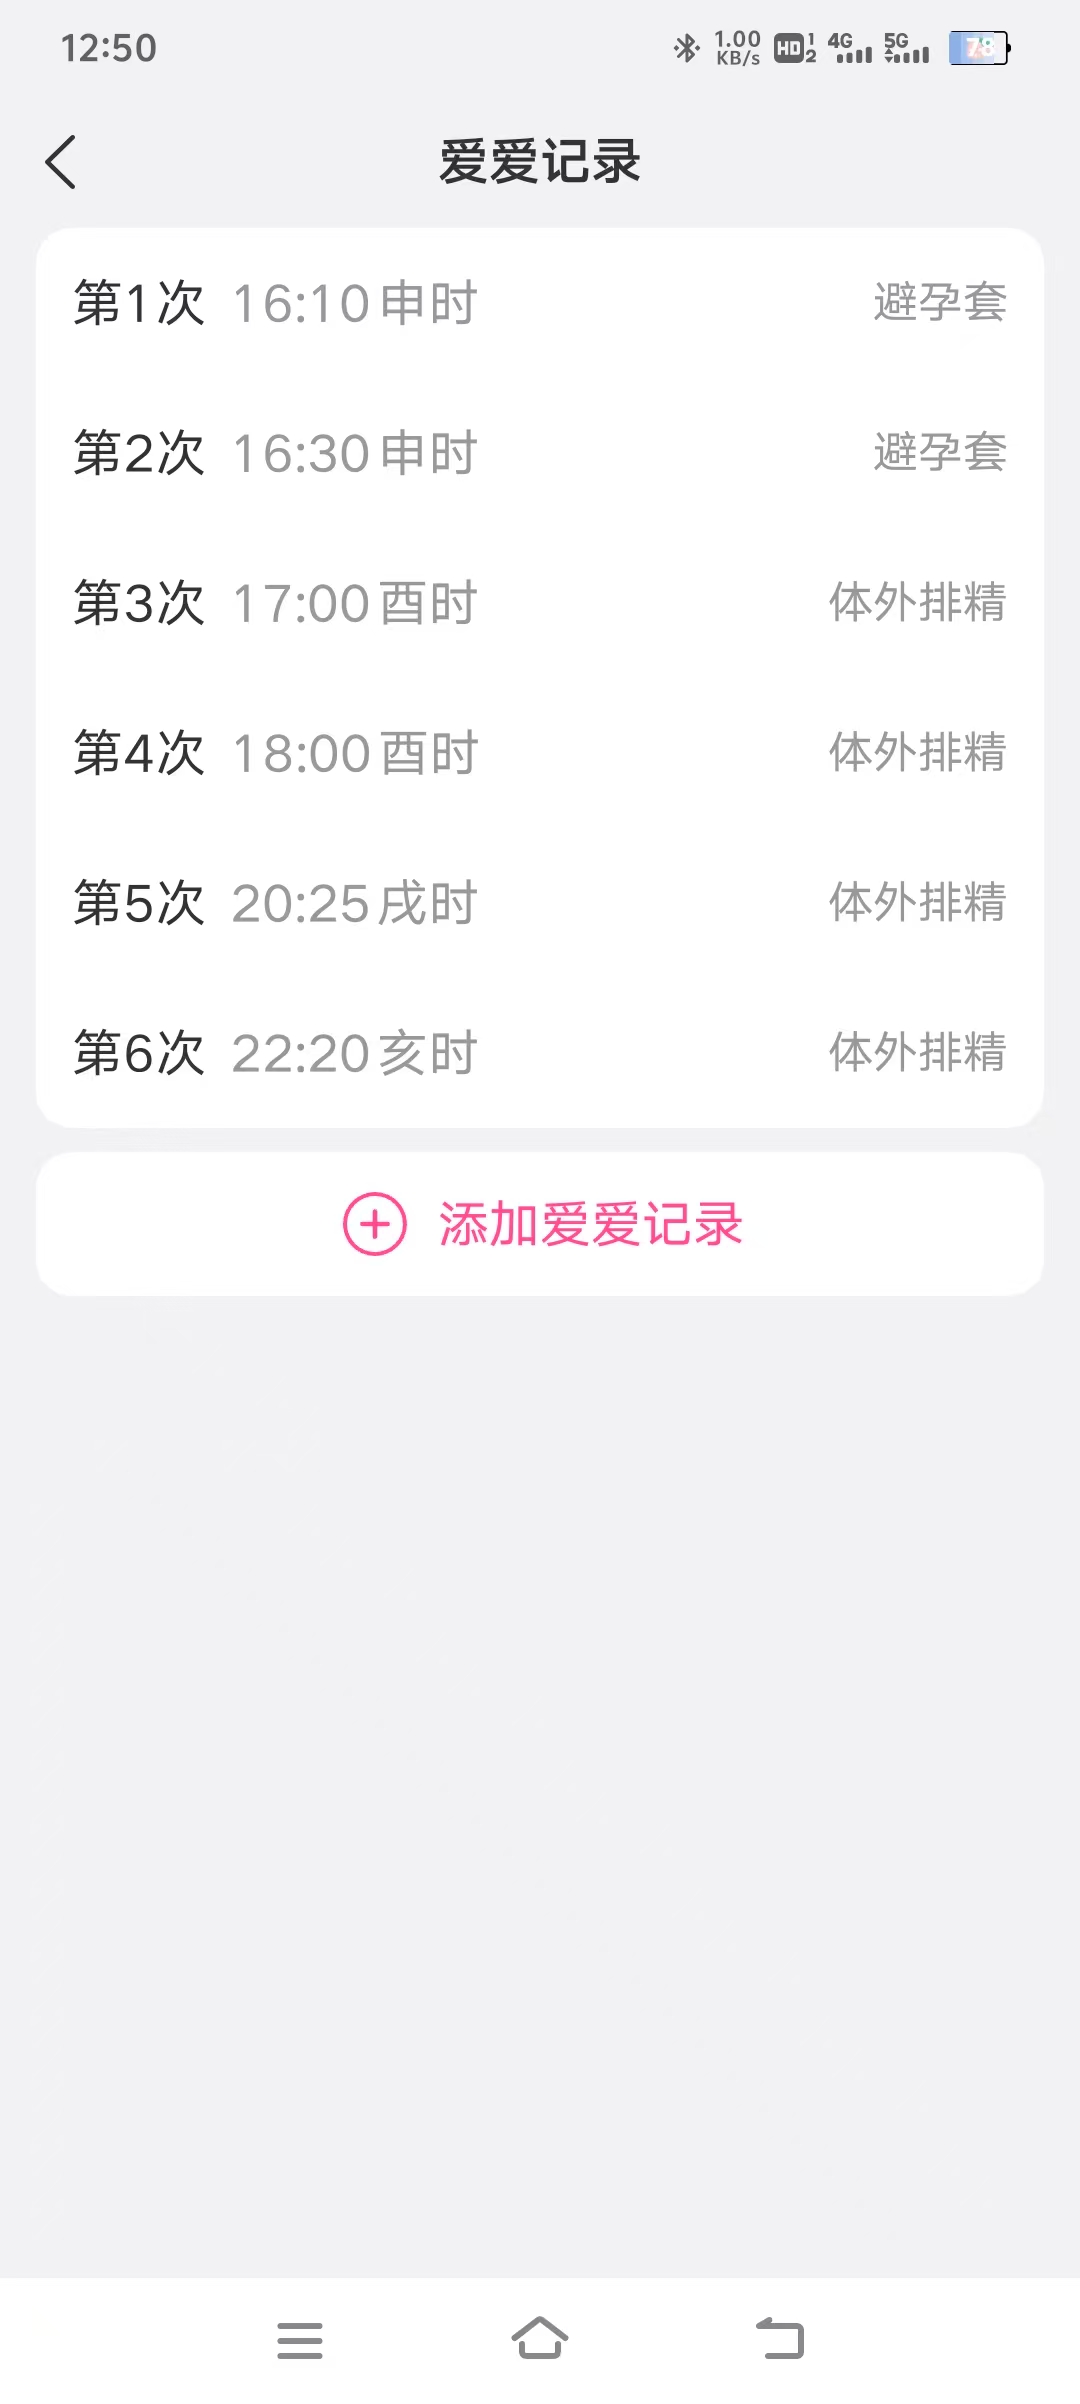 12:50 1.00 KB/s HD 1 2 4G 5G 78
爱爱记录
第1次 16:10申时 避孕套
第2次 16:30申时 避孕套
第3次 17:00酉时 体外排精
第4次 18:00酉时 体外排精
第5次 20:25戌时 体外排精
第6次 22:20亥时 体外排精
添加爱爱记录